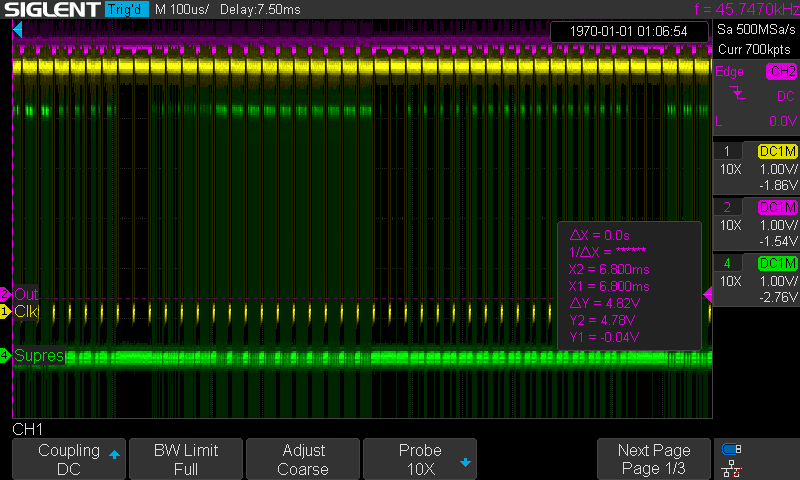 SIGLENT Trig'd M 100us/ Delay:7.50ms f = 45.7470kHz
1970-01-01 01:06:54
Sa 500MSa/s
Curr 700kpts
Edge CH2
DC
L 0.0V
1 DC1M
10X 1.00V/
-1.86V
2 DC1M
10X 1.00V/
-1.54V
4 DC1M
10X 1.00V/
-2.76V
ΔX = 0.0s
1/ΔX = ******
X2 = 6.800ms
X1 = 6.800ms
ΔY = 4.82V
Y2 = 4.78V
Y1 = -0.04V
2 Out
1 Clk
4 Supres
CH1
Coupling
DC
BW Limit
Full
Adjust
Coarse
Probe
10X
Next Page
Page 1/3